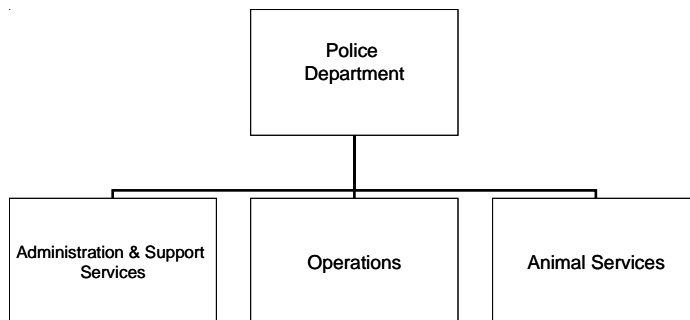 Police
Department
Administration & Support
Services
Operations
Animal Services